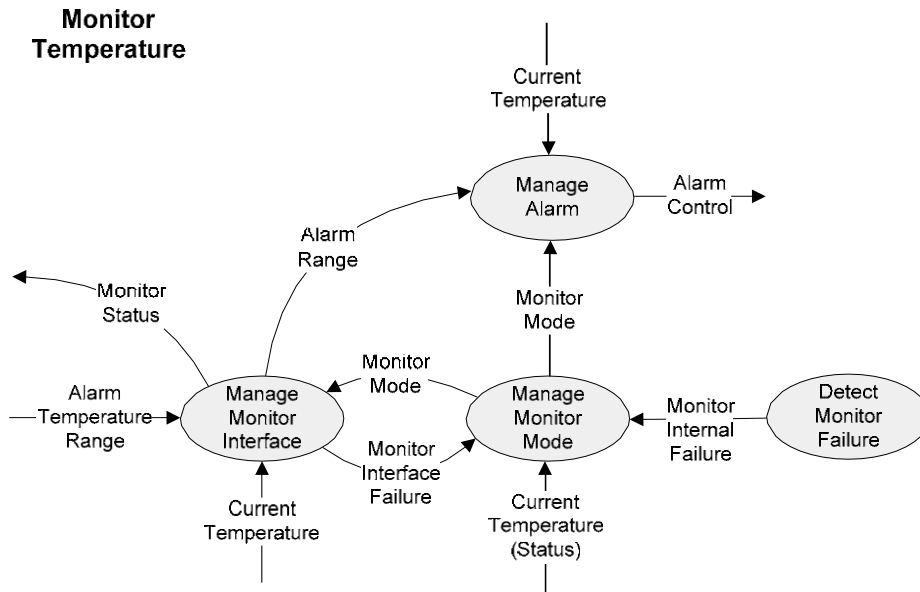 Monitor
Temperature
Current
Temperature
Manage
Alarm
Alarm
Control
Alarm
Range
Monitor
Status
Monitor
Mode
Alarm
Temperature
Range
Manage
Monitor
Interface
Monitor
Mode
Manage
Monitor
Mode
Monitor
Internal
Failure
Detect
Monitor
Failure
Monitor
Interface
Failure
Current
Temperature
Current
Temperature
(Status)